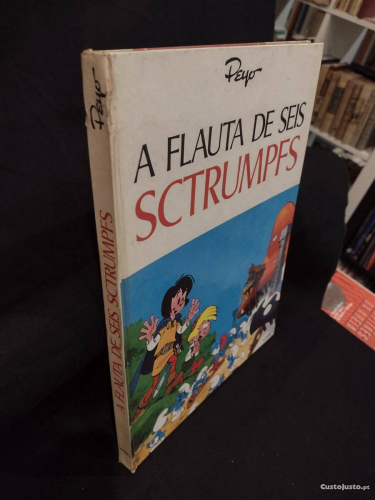 Peyo
A FLAUTA DE SEIS
SCTRUMPFS
Peyo
A FLAUTA DE SEIS SCTRUMPFS
CustoJusto.pt